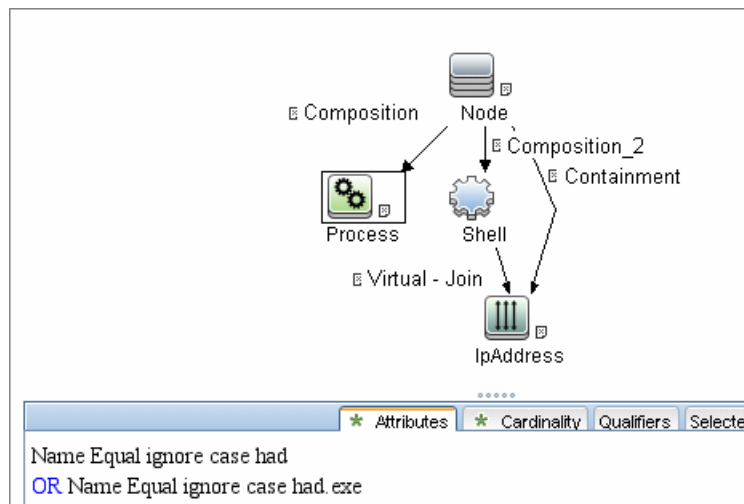 Node
Composition
Composition_2
Containment
Process
Shell
Virtual - Join
IpAddress
Attributes Cardinality Qualifiers Selecte
Name Equal ignore case had
OR Name Equal ignore case had.exe